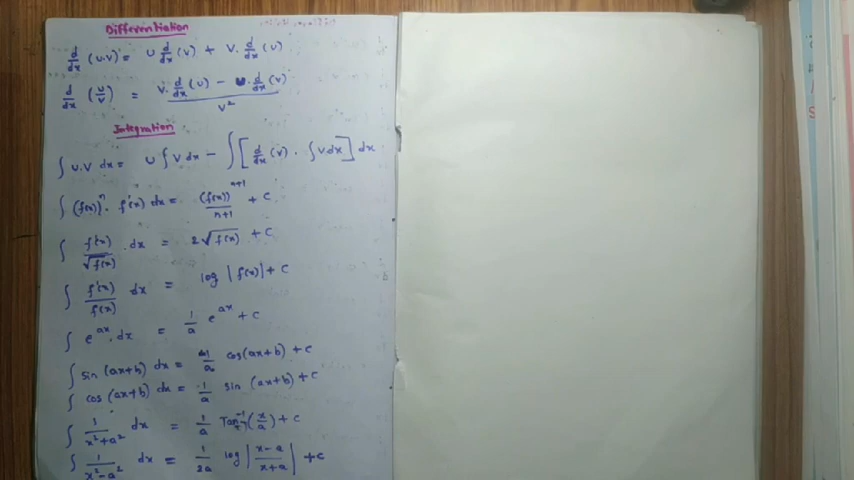 Differentiation
d/dx (u.v) = u d/dx (v) + v. d/dx (u)
d/dx (u/v) = (v. d/dx (u) − u. d/dx (v)) / v²
Integration
∫ u.v dx = u ∫ v dx − ∫ [ d/dx (v) . ∫ v.dx ] dx
∫ (f(x))ⁿ . f'(x) dx = (f(x))ⁿ⁺¹ / n+1 + c
∫ f'(x) / √f(x) . dx = 2 √f(x) + c
∫ f'(x) / f(x) dx = log |f(x)| + c
∫ e^ax . dx = 1/a e^ax + c
∫ sin (ax+b) dx = -1/a cos(ax+b) + c
∫ cos (ax+b) dx = 1/a sin (ax+b) + c
∫ 1 / x²+a² dx = 1/a Tan⁻¹ (x/a) + c
∫ 1 / x²−a² dx = 1/2a log | x−a / x+a | + c